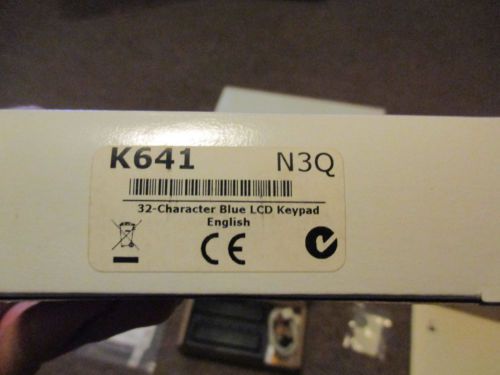 K641 N3Q
32-Character Blue LCD Keypad
English
CE